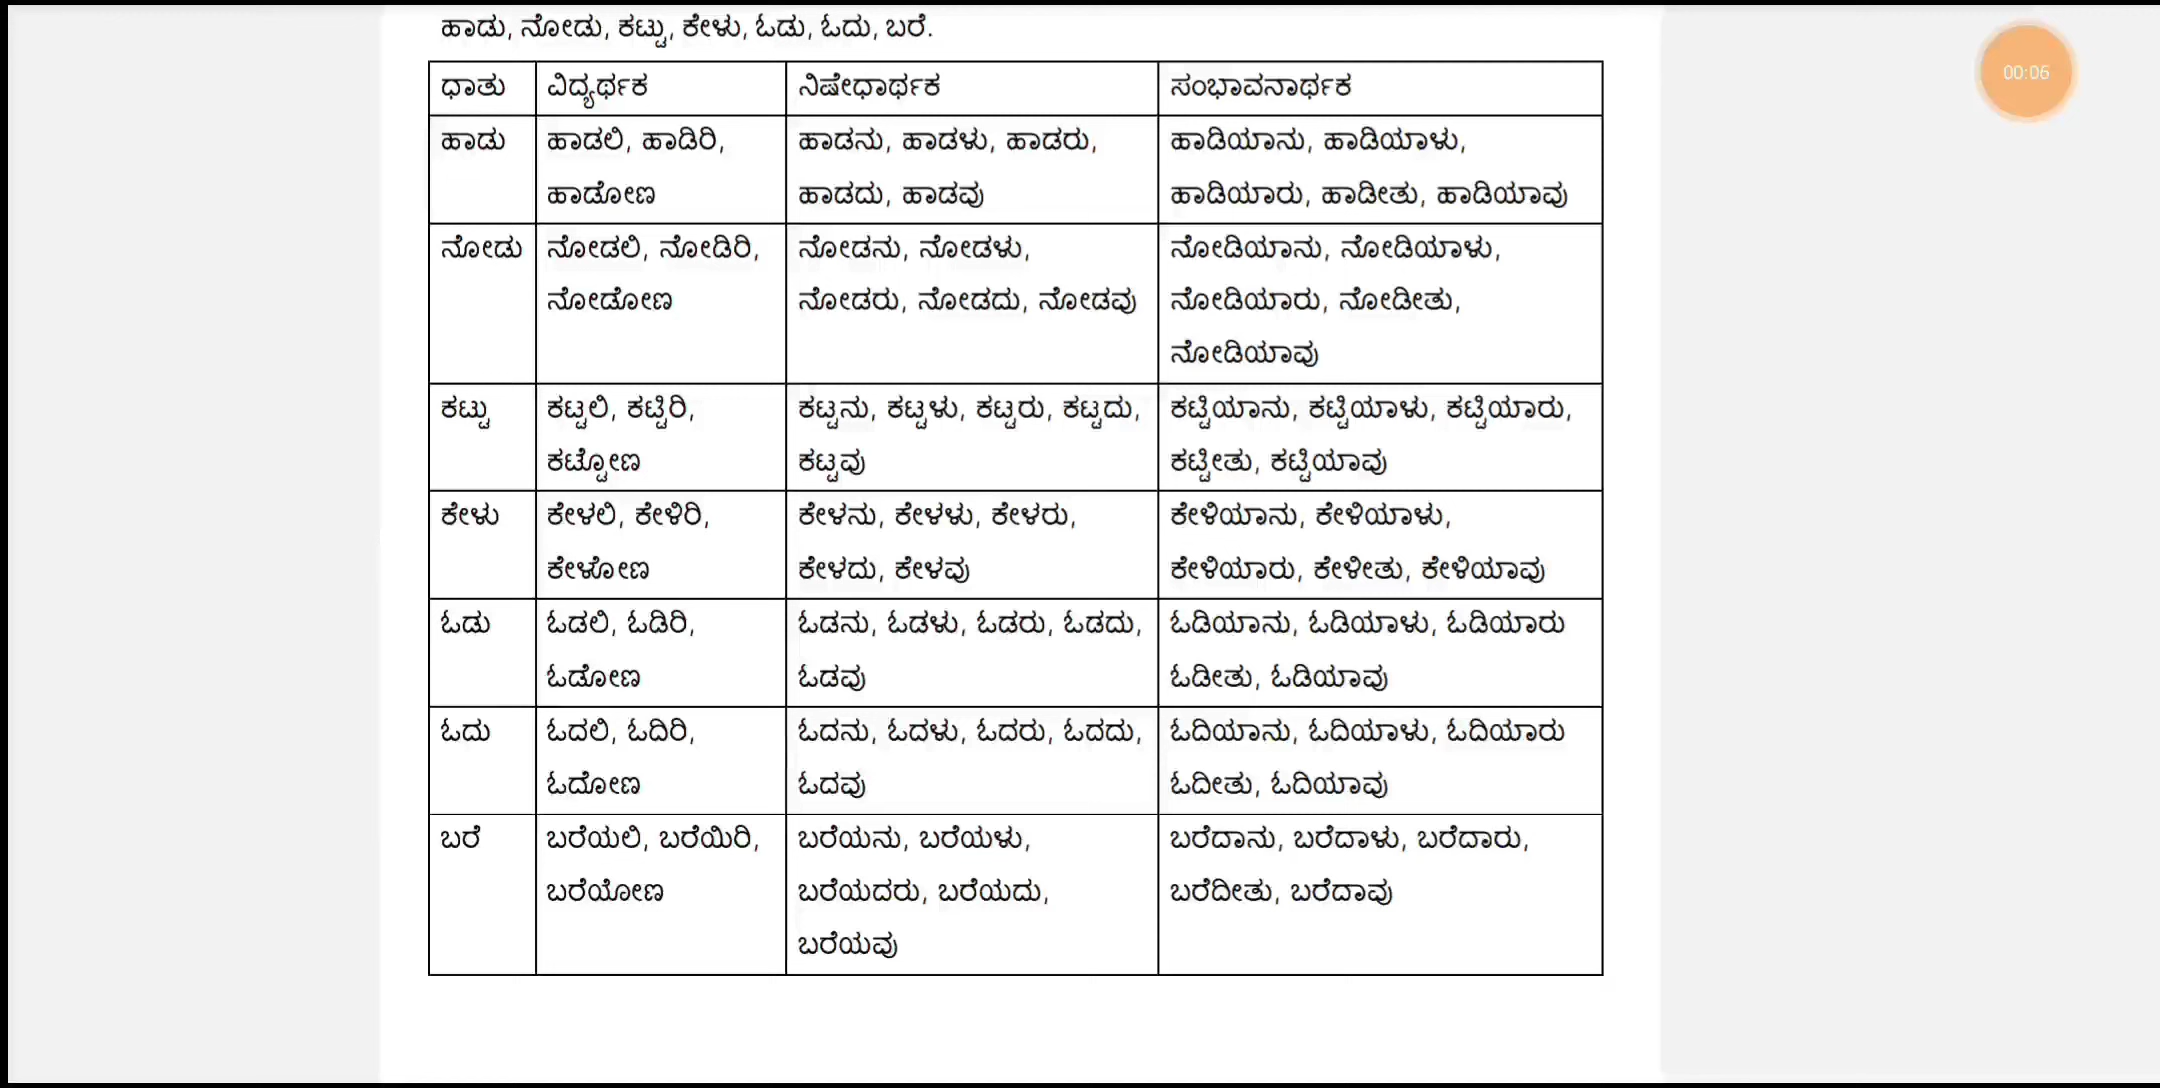 ಹಾಡು, ನೋಡು, ಕಟ್ಟು, ಕೇಳು, ಓಡು, ಓದು, ಬರೆ.
00:06
ಧಾತು ವಿದ್ಯರ್ಥಕ ನಿಷೇಧಾರ್ಥಕ ಸಂಭಾವನಾರ್ಥಕ
ಹಾಡು ಹಾಡಲಿ, ಹಾಡಿರಿ, ಹಾಡನು, ಹಾಡಳು, ಹಾಡರು, ಹಾಡಿಯಾನು, ಹಾಡಿಯಾಳು,
ಹಾಡೋಣ ಹಾಡದು, ಹಾಡವು ಹಾಡಿಯಾರು, ಹಾಡೀತು, ಹಾಡಿಯಾವು
ನೋಡು ನೋಡಲಿ, ನೋಡಿರಿ, ನೋಡನು, ನೋಡಳು, ನೋಡಿಯಾನು, ನೋಡಿಯಾಳು,
ನೋಡೋಣ ನೋಡರು, ನೋಡದು, ನೋಡವು ನೋಡಿಯಾರು, ನೋಡೀತು,
ನೋಡಿಯಾವು
ಕಟ್ಟು ಕಟ್ಟಲಿ, ಕಟ್ಟಿರಿ, ಕಟ್ಟನು, ಕಟ್ಟಳು, ಕಟ್ಟರು, ಕಟ್ಟದು, ಕಟ್ಟಿಯಾನು, ಕಟ್ಟಿಯಾಳು, ಕಟ್ಟಿಯಾರು,
ಕಟ್ಟೋಣ ಕಟ್ಟವು ಕಟ್ಟೀತು, ಕಟ್ಟಿಯಾವು
ಕೇಳು ಕೇಳಲಿ, ಕೇಳಿರಿ, ಕೇಳನು, ಕೇಳಳು, ಕೇಳರು, ಕೇಳಿಯಾನು, ಕೇಳಿಯಾಳು,
ಕೇಳೋಣ ಕೇಳದು, ಕೇಳವು ಕೇಳಿಯಾರು, ಕೇಳೀತು, ಕೇಳಿಯಾವು
ಓಡು ಓಡಲಿ, ಓಡಿರಿ, ಓಡನು, ಓಡಳು, ಓಡರು, ಓಡದು, ಓಡಿಯಾನು, ಓಡಿಯಾಳು, ಓಡಿಯಾರು
ಓಡೋಣ ಓಡವು ಓಡೀತು, ಓಡಿಯಾವು
ಓದು ಓದಲಿ, ಓದಿರಿ, ಓದನು, ಓದಳು, ಓದರು, ಓದದು, ಓದಿಯಾನು, ಓದಿಯಾಳು, ಓದಿಯಾರು
ಓದೋಣ ಓದವು ಓದೀತು, ಓದಿಯಾವು
ಬರೆ ಬರೆಯಲಿ, ಬರೆಯಿರಿ, ಬರೆಯನು, ಬರೆಯಳು, ಬರೆದಾನು, ಬರೆದಾಳು, ಬರೆದಾರು,
ಬರೆಯೋಣ ಬರೆಯದರು, ಬರೆಯದು, ಬರೆದೀತು, ಬರೆದಾವು
ಬರೆಯವು